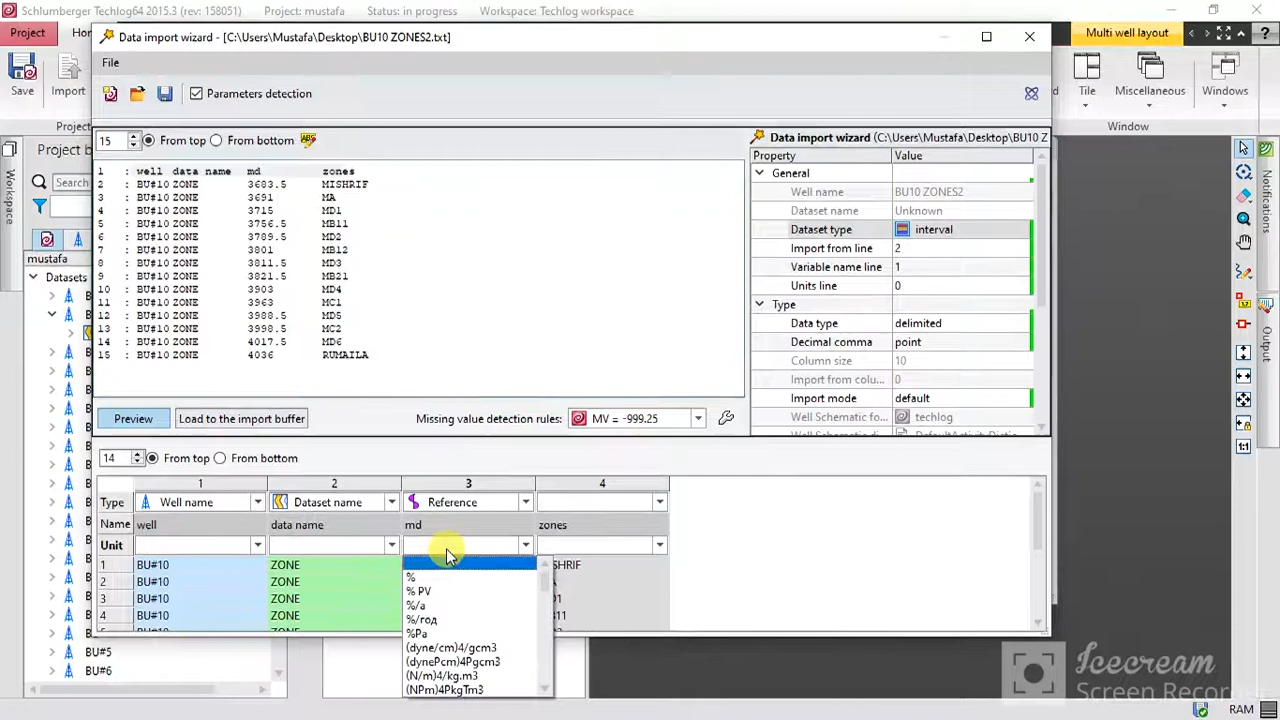 Schlumberger Techlog64 2015.3 (rev: 158051) Project: mustafa Status: in progress Workspace: Techlog workspace
Project
Data import wizard - [C:\Users\Mustafa\Desktop\BU10 ZONES2.txt]
Multi well layout
File
Save
Import
Parameters detection
Tile
Miscellaneous
Windows
Window
15
From top
From bottom
Data import wizard (C:\Users\Mustafa\Desktop\BU10 Z
Property Value
General
Well name BU10 ZONES2
Dataset name Unknown
Dataset type interval
Import from line 2
Variable name line 1
Units line 0
Type
Data type delimited
Decimal comma point
Column size 10
Import from colu... 0
Import mode default
Well Schematic fo... techlog
1 : well data name md zones
2 : BU#10 ZONE 3683.5 MISHRIF
3 : BU#10 ZONE 3691 MA
4 : BU#10 ZONE 3715 MD1
5 : BU#10 ZONE 3756.5 MB11
6 : BU#10 ZONE 3789.5 MD2
7 : BU#10 ZONE 3801 MB12
8 : BU#10 ZONE 3811.5 MD3
9 : BU#10 ZONE 3821.5 MB21
10 : BU#10 ZONE 3903 MD4
11 : BU#10 ZONE 3963 MC1
12 : BU#10 ZONE 3988.5 MD5
13 : BU#10 ZONE 3998.5 MC2
14 : BU#10 ZONE 4017.5 MD6
15 : BU#10 ZONE 4036 RUMAILA
Preview
Load to the import buffer
Missing value detection rules:
MV = -999.25
14
From top
From bottom
1 2 3 4
Type Well name Dataset name Reference
Name well data name md zones
Unit
1 BU#10 ZONE SHRIF
2 BU#10 ZONE
3 BU#10 ZONE
4 BU#10 ZONE
%
% PV
%/a
%/год
%Pa
(dyne/cm)4/gcm3
(dynePcm)4Pgcm3
(N/m)4/kg.m3
(NPm)4PkgTm3
Workspace
Search
mustafa
Datasets
BU#5
BU#6
Notifications
Output
1:1
Icecream
RAM